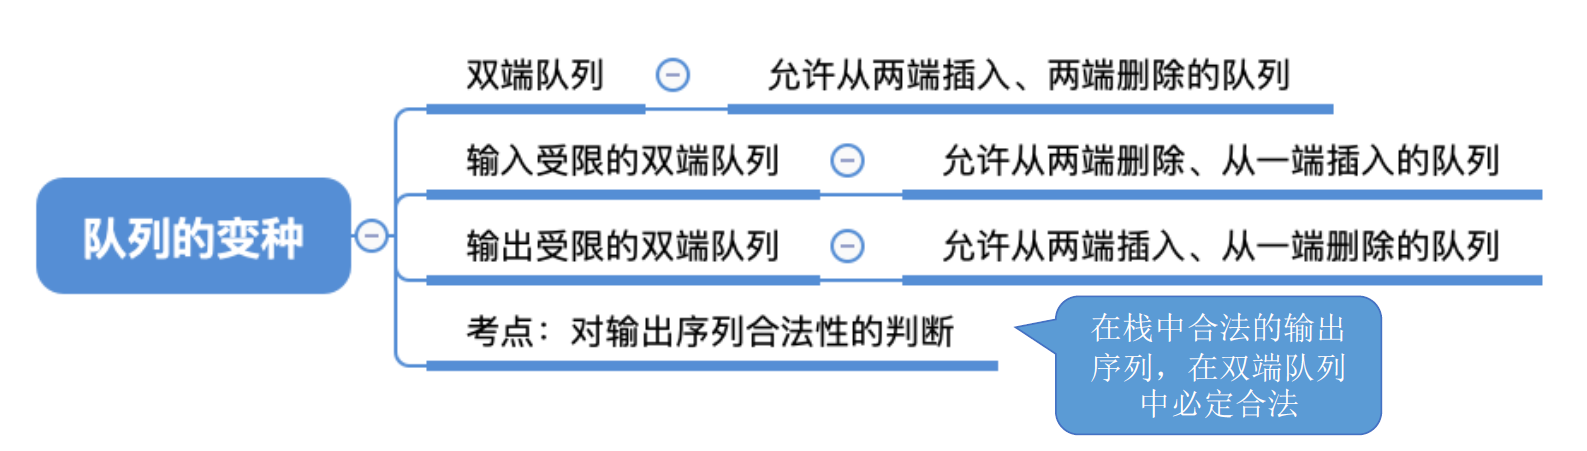 双端队列
允许从两端插入、两端删除的队列
输入受限的双端队列
允许从两端删除、从一端插入的队列
队列的变种
输出受限的双端队列
允许从两端插入、从一端删除的队列
考点：对输出序列合法性的判断
在栈中合法的输出
序列，在双端队列
中必定合法